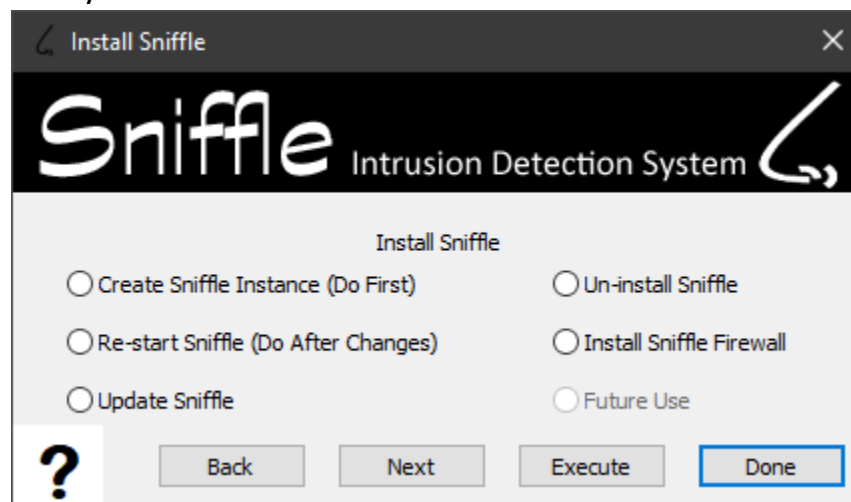 Install Sniffle
Sniffle Intrusion Detection System
Install Sniffle
Create Sniffle Instance (Do First)
Un-install Sniffle
Re-start Sniffle (Do After Changes)
Install Sniffle Firewall
Update Sniffle
Future Use
? Back Next Execute Done